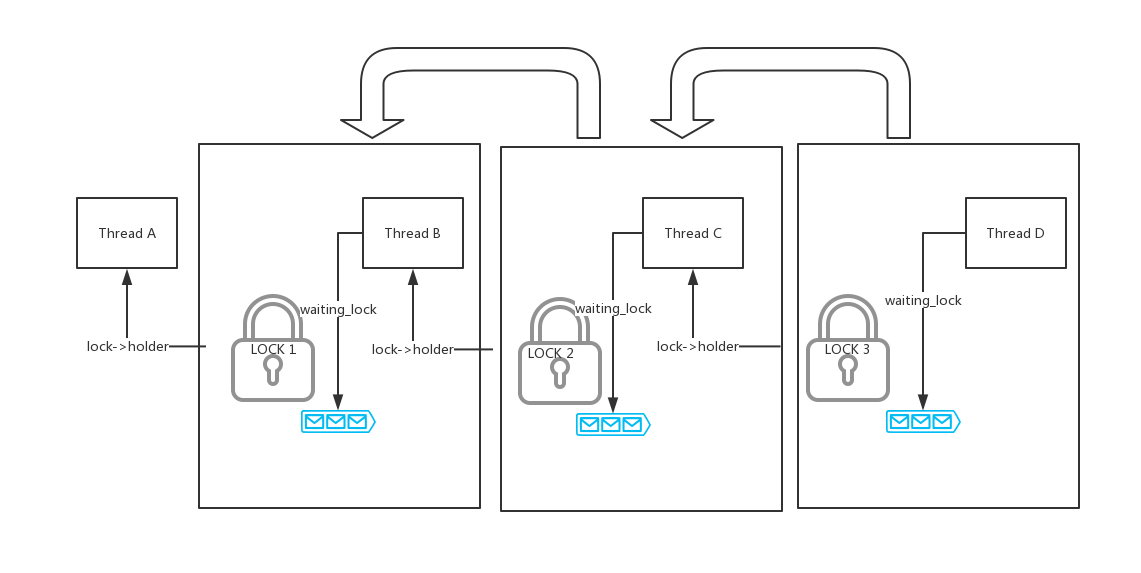 Thread A
Thread B
Thread C
Thread D
waiting_lock
waiting_lock
waiting_lock
lock->holder
LOCK 1
lock->holder
LOCK 2
lock->holder
LOCK 3